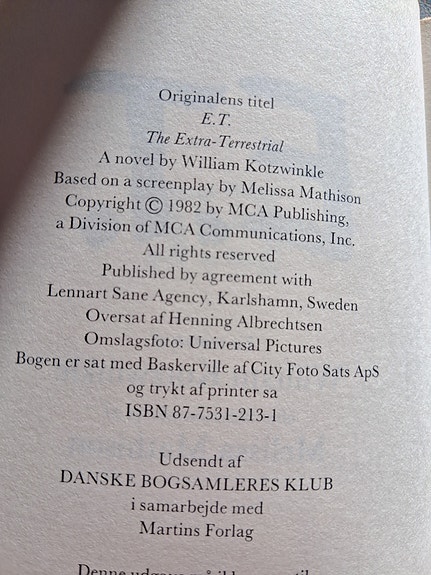 Originalens titel
E.T.
The Extra-Terrestrial
A novel by William Kotzwinkle
Based on a screenplay by Melissa Mathison
Copyright © 1982 by MCA Publishing,
a Division of MCA Communications, Inc.
All rights reserved
Published by agreement with
Lennart Sane Agency, Karlshamn, Sweden
Oversat af Henning Albrechtsen
Omslagsfoto: Universal Pictures
Bogen er sat med Baskerville af City Foto Sats ApS
og trykt af printer sa
ISBN 87-7531-213-1
Udsendt af
DANSKE BOGSAMLERES KLUB
i samarbejde med
Martins Forlag
Denne